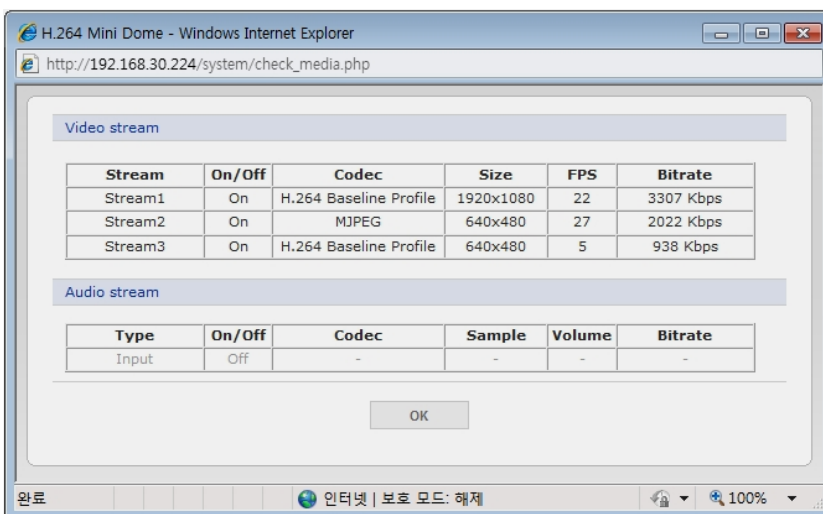 H.264 Mini Dome - Windows Internet Explorer
http://192.168.30.224/system/check_media.php
Video stream
Stream On/Off Codec Size FPS Bitrate
Stream1 On H.264 Baseline Profile 1920x1080 22 3307 Kbps
Stream2 On MJPEG 640x480 27 2022 Kbps
Stream3 On H.264 Baseline Profile 640x480 5 938 Kbps
Audio stream
Type On/Off Codec Sample Volume Bitrate
Input Off - - - -
OK
완료 인터넷 | 보호 모드: 해제 100%